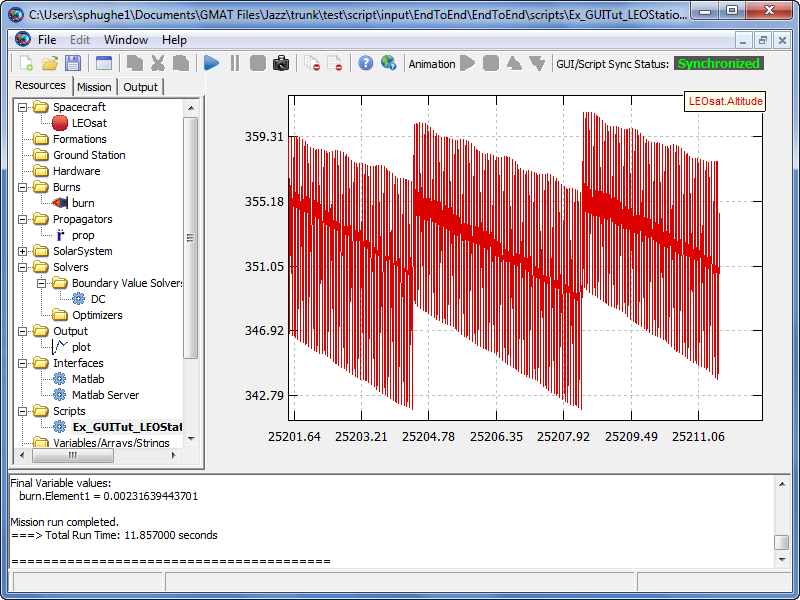 C:\Users\sphughe1\Documents\GMAT Files\Jazz\trunk\test\script\input\EndToEnd\EndToEnd\scripts\Ex_GUITut_LEOStatio...
File Edit Window Help
Animation GUI/Script Sync Status: Synchronized
Resources Mission Output
Spacecraft
LEOsat
Formations
Ground Station
Hardware
Burns
burn
Propagators
prop
SolarSystem
Solvers
Boundary Value Solvers
DC
Optimizers
Output
plot
Interfaces
Matlab
Matlab Server
Scripts
Ex_GUITut_LEOStat
Variables/Arrays/Strings
LEOsat.Altitude
359.31
355.18
351.05
346.92
342.79
25201.64 25203.21 25204.78 25206.35 25207.92 25209.49 25211.06
Final Variable values:
burn.Element1 = 0.00231639443701
Mission run completed.
===> Total Run Time: 11.857000 seconds
========================================